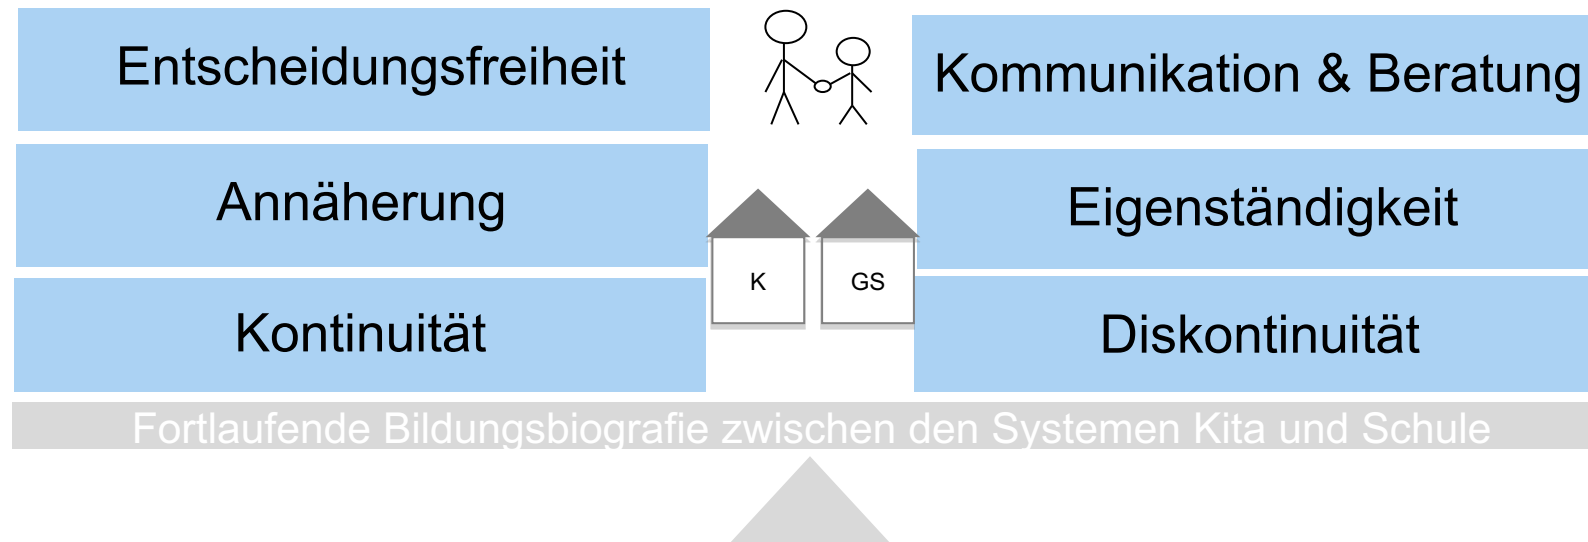 Entscheidungsfreiheit
Kommunikation & Beratung
Annäherung
Eigenständigkeit
K
GS
Kontinuität
Diskontinuität
Fortlaufende Bildungsbiografie zwischen den Systemen Kita und Schule